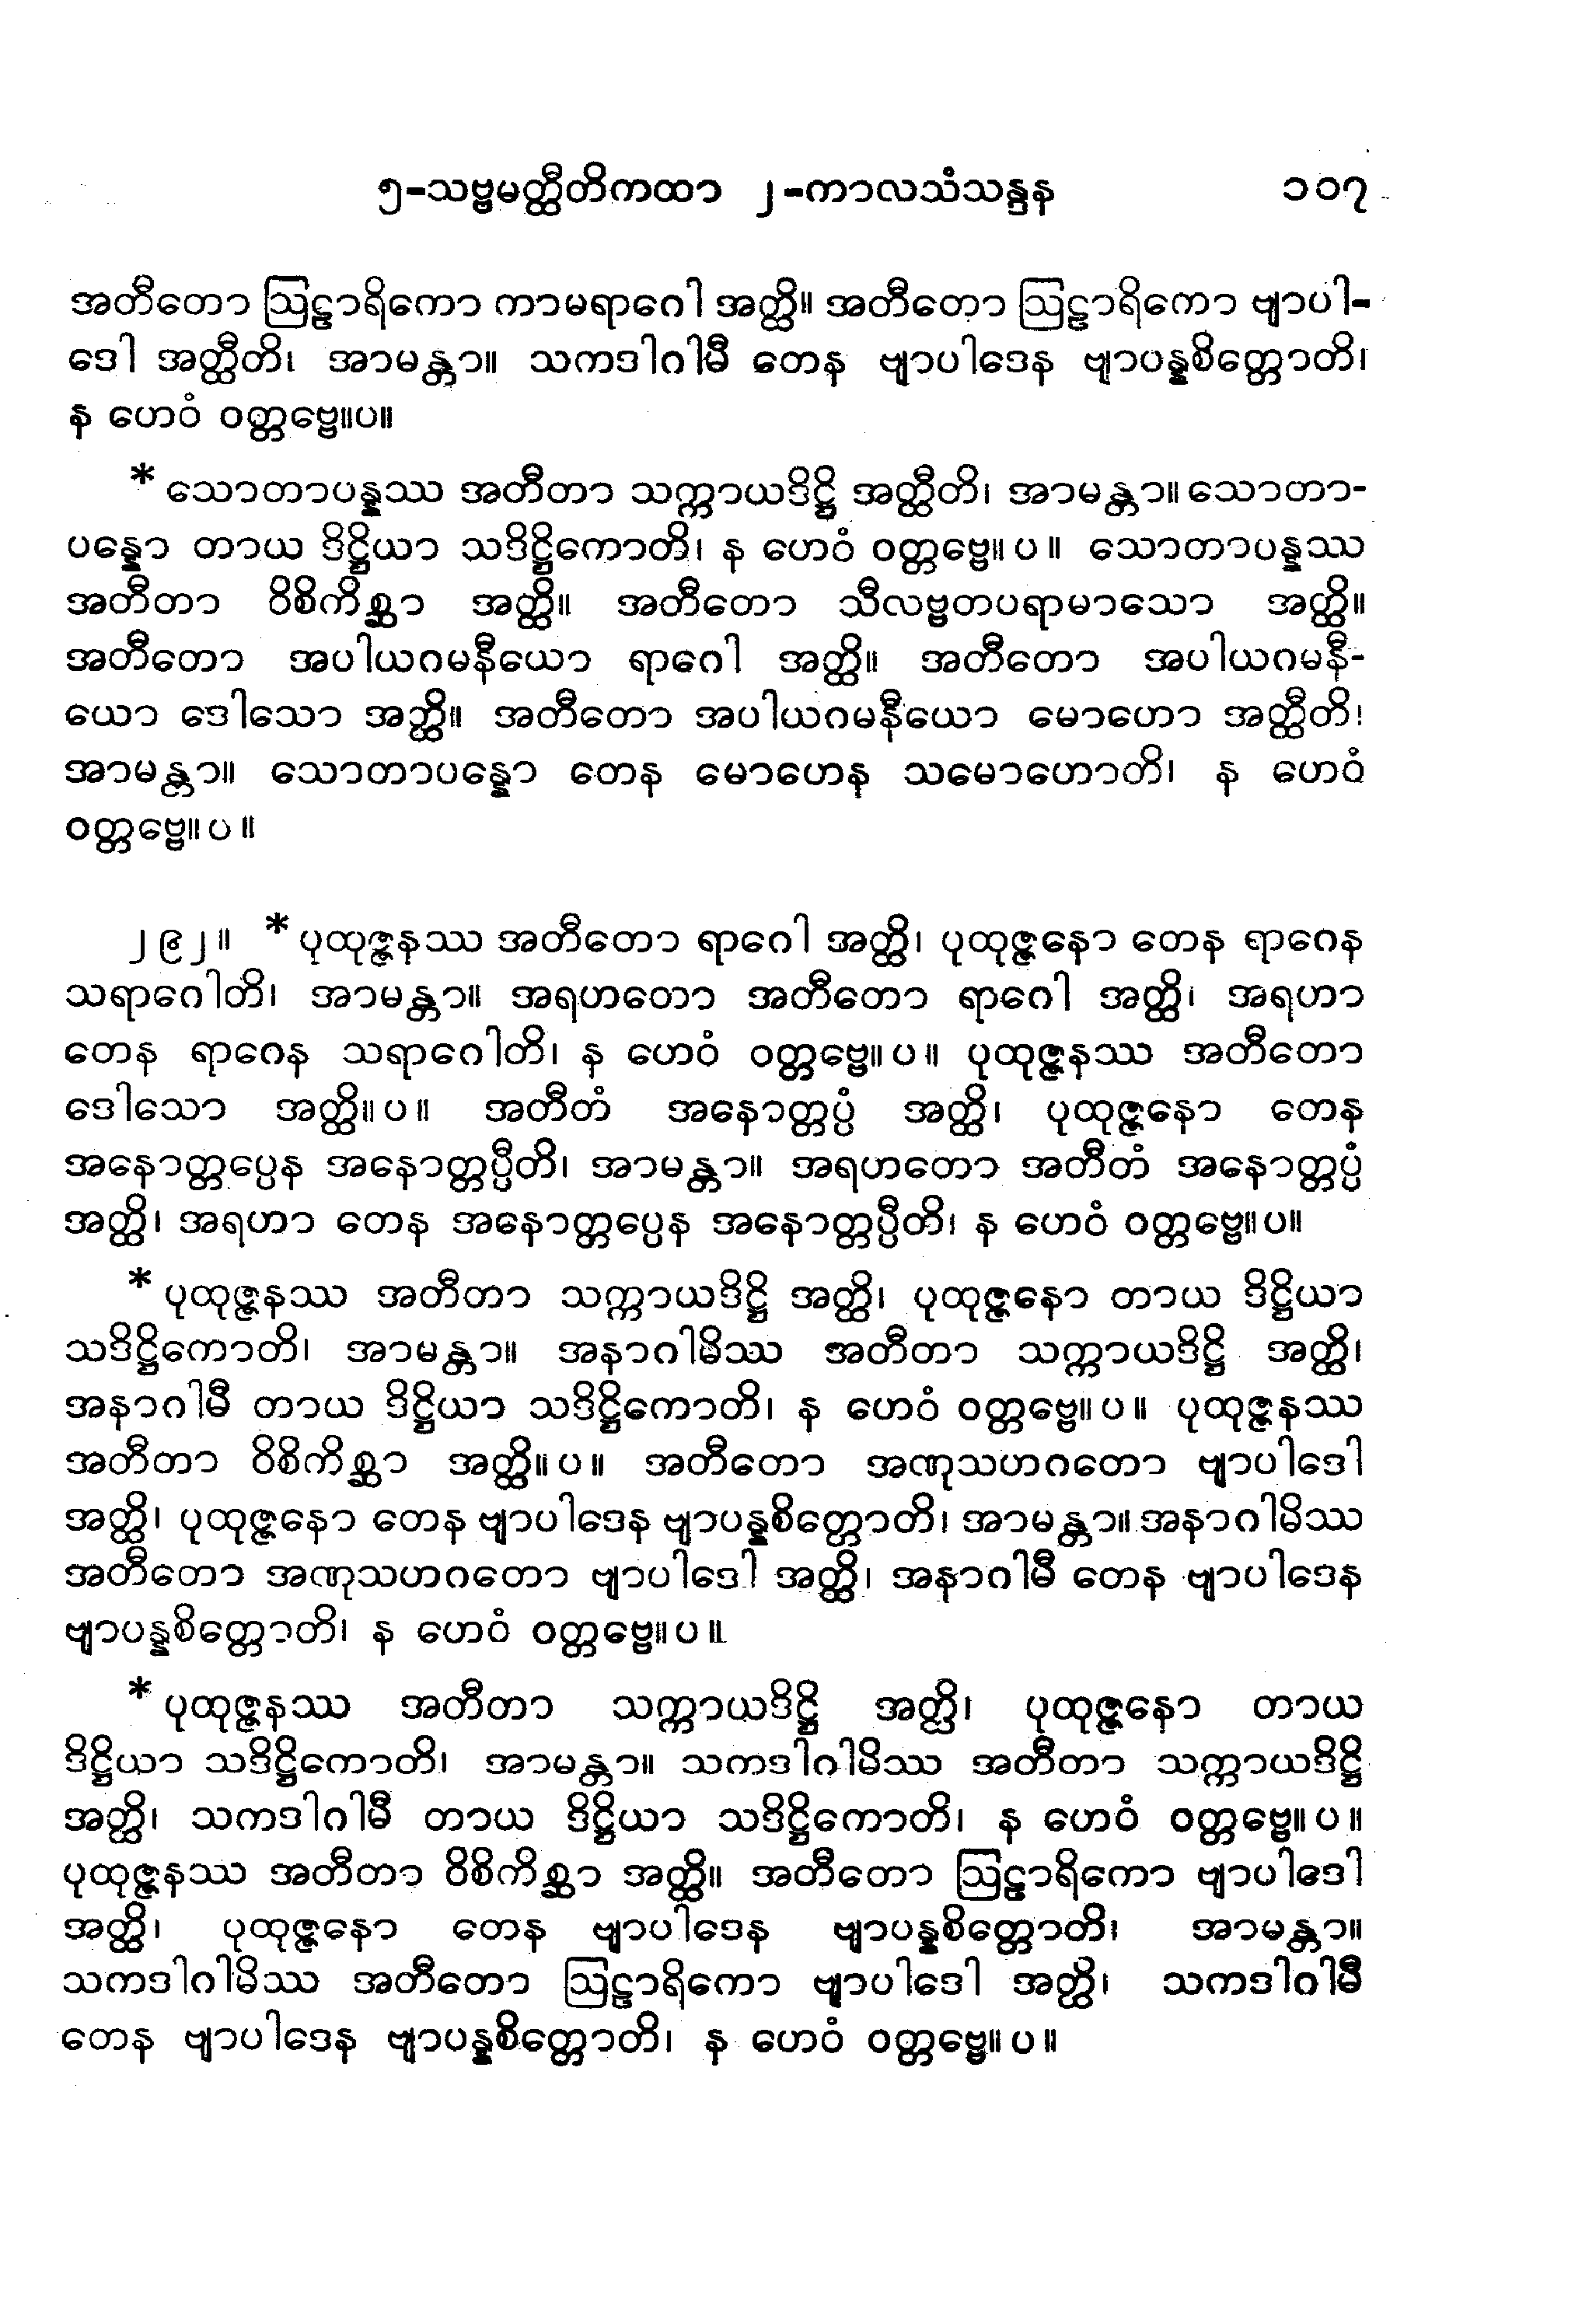 ၅-သဗ္ဗမတ္ထီတိကထာ ၂-ကာလသံသန္ဒန ၁၀၇
အတီတော ဩဠာရိကော ကာမရာဂေါ အတ္ထိ။ အတီတော ဩဠာရိကော ဗျာပါ-
ဒေါ အတ္ထီတိ၊ အာမန္တာ။ သကဒါဂါမီ တေန ဗျာပါဒေန ဗျာပန္နစိတ္တောတိ၊
န ဟေဝံ ဝတ္တဗ္ဗေ။ပ။
* သောတာပန္နဿ အတီတာ သက္ကာယဒိဋ္ဌိ အတ္ထီတိ၊ အာမန္တာ။ သောတာ-
ပန္နော တာယ ဒိဋ္ဌိယာ သဒိဋ္ဌိကောတိ၊ န ဟေဝံ ဝတ္တဗ္ဗေ။ ပ ။ သောတာပန္နဿ
အတီတာ ဝိစိကိစ္ဆာ အတ္ထိ။ အတီတော သီလဗ္ဗတပရာမာသော အတ္ထိ။
အတီတော အပါယဂမနီယော ရာဂေါ အတ္ထိ။ အတီတော အပါယဂမနီ-
ယော ဒေါသော အတ္ထိ။ အတီတော အပါယဂမနီယော မောဟော အတ္ထီတိ၊
အာမန္တာ။ သောတာပန္နော တေန မောဟေန သမောဟောတိ၊ န ဟေဝံ
ဝတ္တဗ္ဗေ။ ပ ။
၂၉၂။ * ပုထုဇ္ဇနဿ အတီတော ရာဂေါ အတ္ထိ၊ ပုထုဇ္ဇနော တေန ရာဂေန
သရာဂေါတိ၊ အာမန္တာ။ အရဟတော အတီတော ရာဂေါ အတ္ထိ၊ အရဟာ
တေန ရာဂေန သရာဂေါတိ၊ န ဟေဝံ ဝတ္တဗ္ဗေ။ ပ ။ ပုထုဇ္ဇနဿ အတီတော
ဒေါသော အတ္ထိ။ ပ ။ အတီတံ အနောတ္တပ္ပံ အတ္ထိ၊ ပုထုဇ္ဇနော တေန
အနောတ္တပ္ပေန အနောတ္တပ္ပီတိ၊ အာမန္တာ။ အရဟတော အတီတံ အနောတ္တပ္ပံ
အတ္ထိ၊ အရဟာ တေန အနောတ္တပ္ပေန အနောတ္တပ္ပီတိ၊ န ဟေဝံ ဝတ္တဗ္ဗေ။ပ။
* ပုထုဇ္ဇနဿ အတီတာ သက္ကာယဒိဋ္ဌိ အတ္ထိ၊ ပုထုဇ္ဇနော တာယ ဒိဋ္ဌိယာ
သဒိဋ္ဌိကောတိ၊ အာမန္တာ။ အနာဂါမိဿ အတီတာ သက္ကာယဒိဋ္ဌိ အတ္ထိ၊
အနာဂါမီ တာယ ဒိဋ္ဌိယာ သဒိဋ္ဌိကောတိ၊ န ဟေဝံ ဝတ္တဗ္ဗေ။ ပ ။ ပုထုဇ္ဇနဿ
အတီတာ ဝိစိကိစ္ဆာ အတ္ထိ။ ပ ။ အတီတော အဏုသဟဂတော ဗျာပါဒေါ
အတ္ထိ၊ ပုထုဇ္ဇနော တေန ဗျာပါဒေန ဗျာပန္နစိတ္တောတိ၊ အာမန္တာ။ အနာဂါမိဿ
အတီတော အဏုသဟဂတော ဗျာပါဒေါ အတ္ထိ၊ အနာဂါမီ တေန ဗျာပါဒေန
ဗျာပန္နစိတ္တောတိ၊ န ဟေဝံ ဝတ္တဗ္ဗေ။ ပ ။
* ပုထုဇ္ဇနဿ အတီတာ သက္ကာယဒိဋ္ဌိ အတ္ထိ၊ ပုထုဇ္ဇနော တာယ
ဒိဋ္ဌိယာ သဒိဋ္ဌိကောတိ၊ အာမန္တာ။ သကဒါဂါမိဿ အတီတာ သက္ကာယဒိဋ္ဌိ
အတ္ထိ၊ သကဒါဂါမီ တာယ ဒိဋ္ဌိယာ သဒိဋ္ဌိကောတိ၊ န ဟေဝံ ဝတ္တဗ္ဗေ။ ပ ။
ပုထုဇ္ဇနဿ အတီတာ ဝိစိကိစ္ဆာ အတ္ထိ။ အတီတော ဩဠာရိကော ဗျာပါဒေါ
အတ္ထိ၊ ပုထုဇ္ဇနော တေန ဗျာပါဒေန ဗျာပန္နစိတ္တောတိ၊ အာမန္တာ။
သကဒါဂါမိဿ အတီတော ဩဠာရိကော ဗျာပါဒေါ အတ္ထိ၊ သကဒါဂါမီ
တေန ဗျာပါဒေန ဗျာပန္နစိတ္တောတိ၊ န ဟေဝံ ဝတ္တဗ္ဗေ။ ပ ။